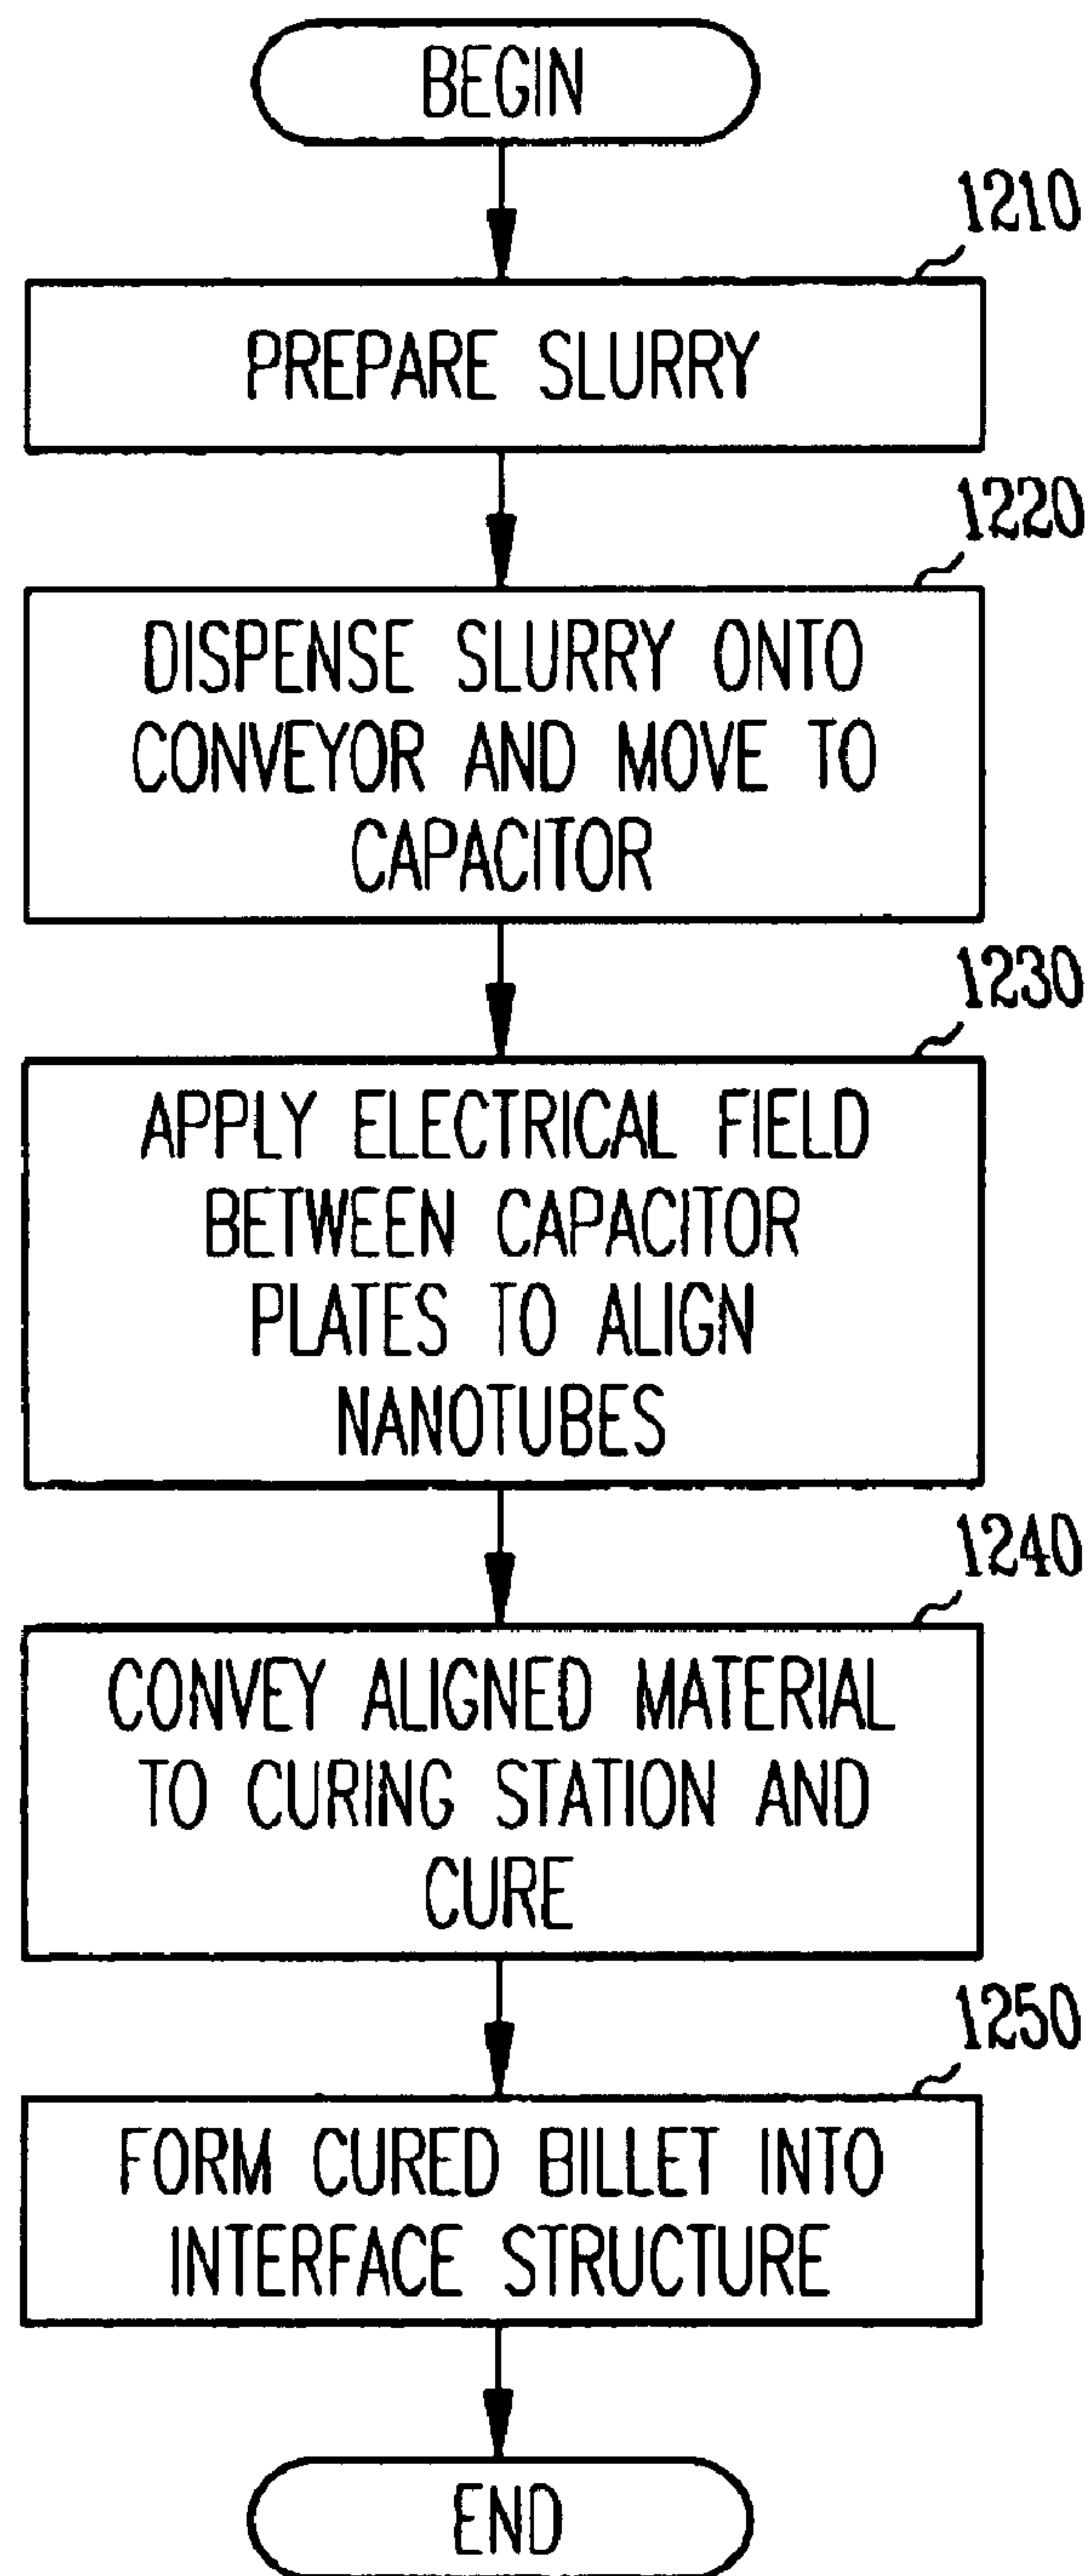 BEGIN
1210
PREPARE SLURRY
1220
DISPENSE SLURRY ONTO
CONVEYOR AND MOVE TO
CAPACITOR
1230
APPLY ELECTRICAL FIELD
BETWEEN CAPACITOR
PLATES TO ALIGN
NANOTUBES
1240
CONVEY ALIGNED MATERIAL
TO CURING STATION AND
CURE
1250
FORM CURED BILLET INTO
INTERFACE STRUCTURE
END